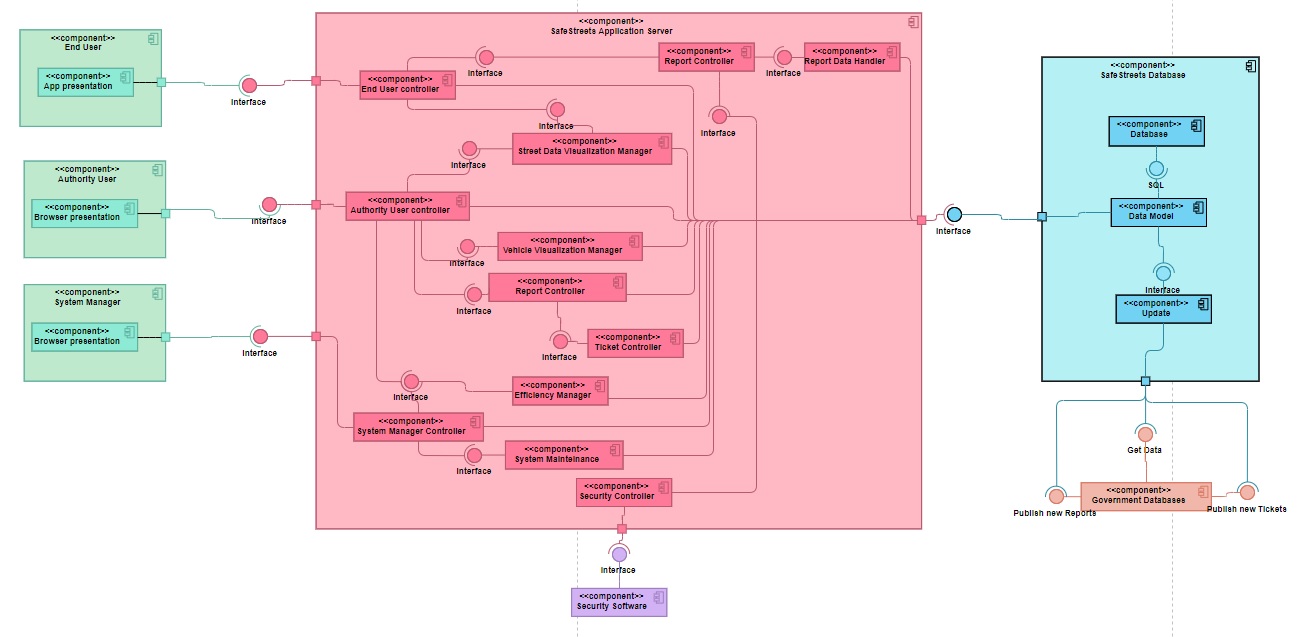 <<component>>
End User
<<component>>
App presentation
Interface
<<component>>
Authority User
<<component>>
Browser presentation
Interface
<<component>>
System Manager
<<component>>
Browser presentation
Interface
<<component>>
SafeStreets Application Server
<<component>>
End User controller
Interface
<<component>>
Report Controller
Interface
<<component>>
Report Data Handler
Interface
Interface
<<component>>
Street Data Visualization Manager
Interface
<<component>>
Authority User controller
<<component>>
Vehicle Visualization Manager
Interface
<<component>>
Report Controller
Interface
<<component>>
Ticket Controller
Interface
<<component>>
Efficiency Manager
Interface
<<component>>
System Manager Controller
<<component>>
System Mainteinance
Interface
<<component>>
Security Controller
Interface
<<component>>
Security Software
Interface
<<component>>
SafeStreets Database
<<component>>
Database
SQL
<<component>>
Data Model
Interface
<<component>>
Update
Get Data
<<component>>
Government Databases
Publish new Reports
Publish new Tickets